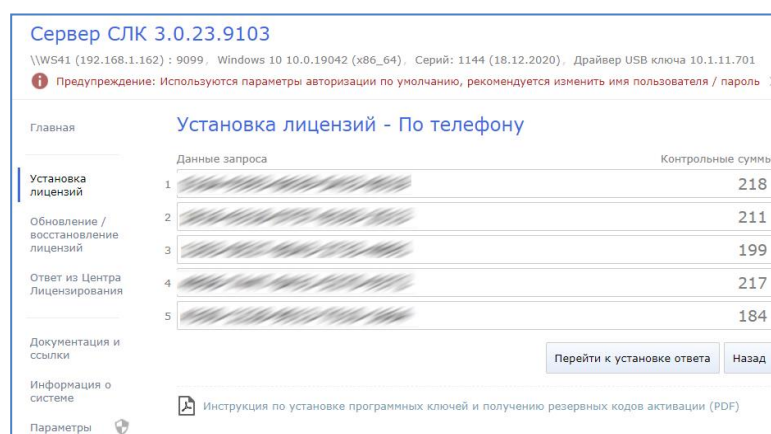 Сервер СЛК 3.0.23.9103
\\WS41 (192.168.1.162) : 9099, Windows 10 10.0.19042 (x86_64), Серий: 1144 (18.12.2020), Драйвер USB ключа 10.1.11.701
Предупреждение: Используются параметры авторизации по умолчанию, рекомендуется изменить имя пользователя / пароль
Главная
Установка
лицензий
Обновление /
восстановление
лицензий
Ответ из Центра
Лицензирования
Документация и
ссылки
Информация о
системе
Параметры
Установка лицензий - По телефону
Данные запроса Контрольные суммы
1 218
2 211
3 199
4 217
5 184
Перейти к установке ответа Назад
Инструкция по установке программных ключей и получению резервных кодов активации (PDF)